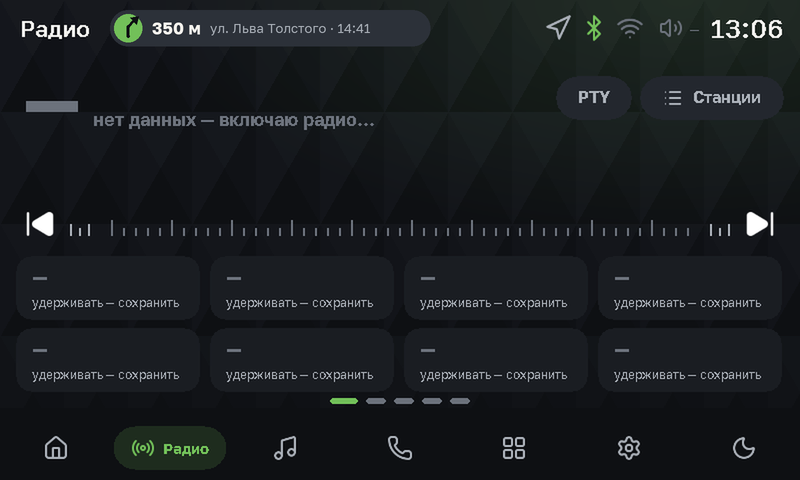 Радио
350 м ул. Льва Толстого · 14:41
– 13:06
PTY
Станции
— нет данных — включаю радио...
— — — —
удерживать — сохранить удерживать — сохранить удерживать — сохранить удерживать — сохранить
— — — —
удерживать — сохранить удерживать — сохранить удерживать — сохранить удерживать — сохранить
Радио